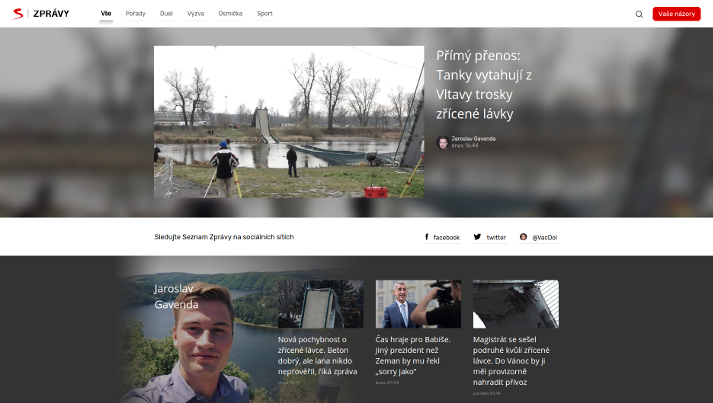 ZPRÁVY
Vše
Pořady
Duel
Výzva
Osmička
Sport
Vaše názory
Přímý přenos:
Tanky vytahují z
Vltavy trosky
zřícené lávky
Jaroslav Gavenda
dnes 16:44
Sledujte Seznam Zprávy na sociálních sítích
facebook
twitter
@VacDol
Jaroslav
Gavenda
Nová pochybnost o
zřícené lávce. Beton
dobrý, ale lana nikdo
neprověřil, říká zpráva
Čas hraje pro Babiše.
Jiný prezident než
Zeman by mu řekl
„sorry jako“
Magistrát se sešel
podruhé kvůli zřícené
lávce. Do Vánoc by ji
měl provizorně
nahradit přívoz